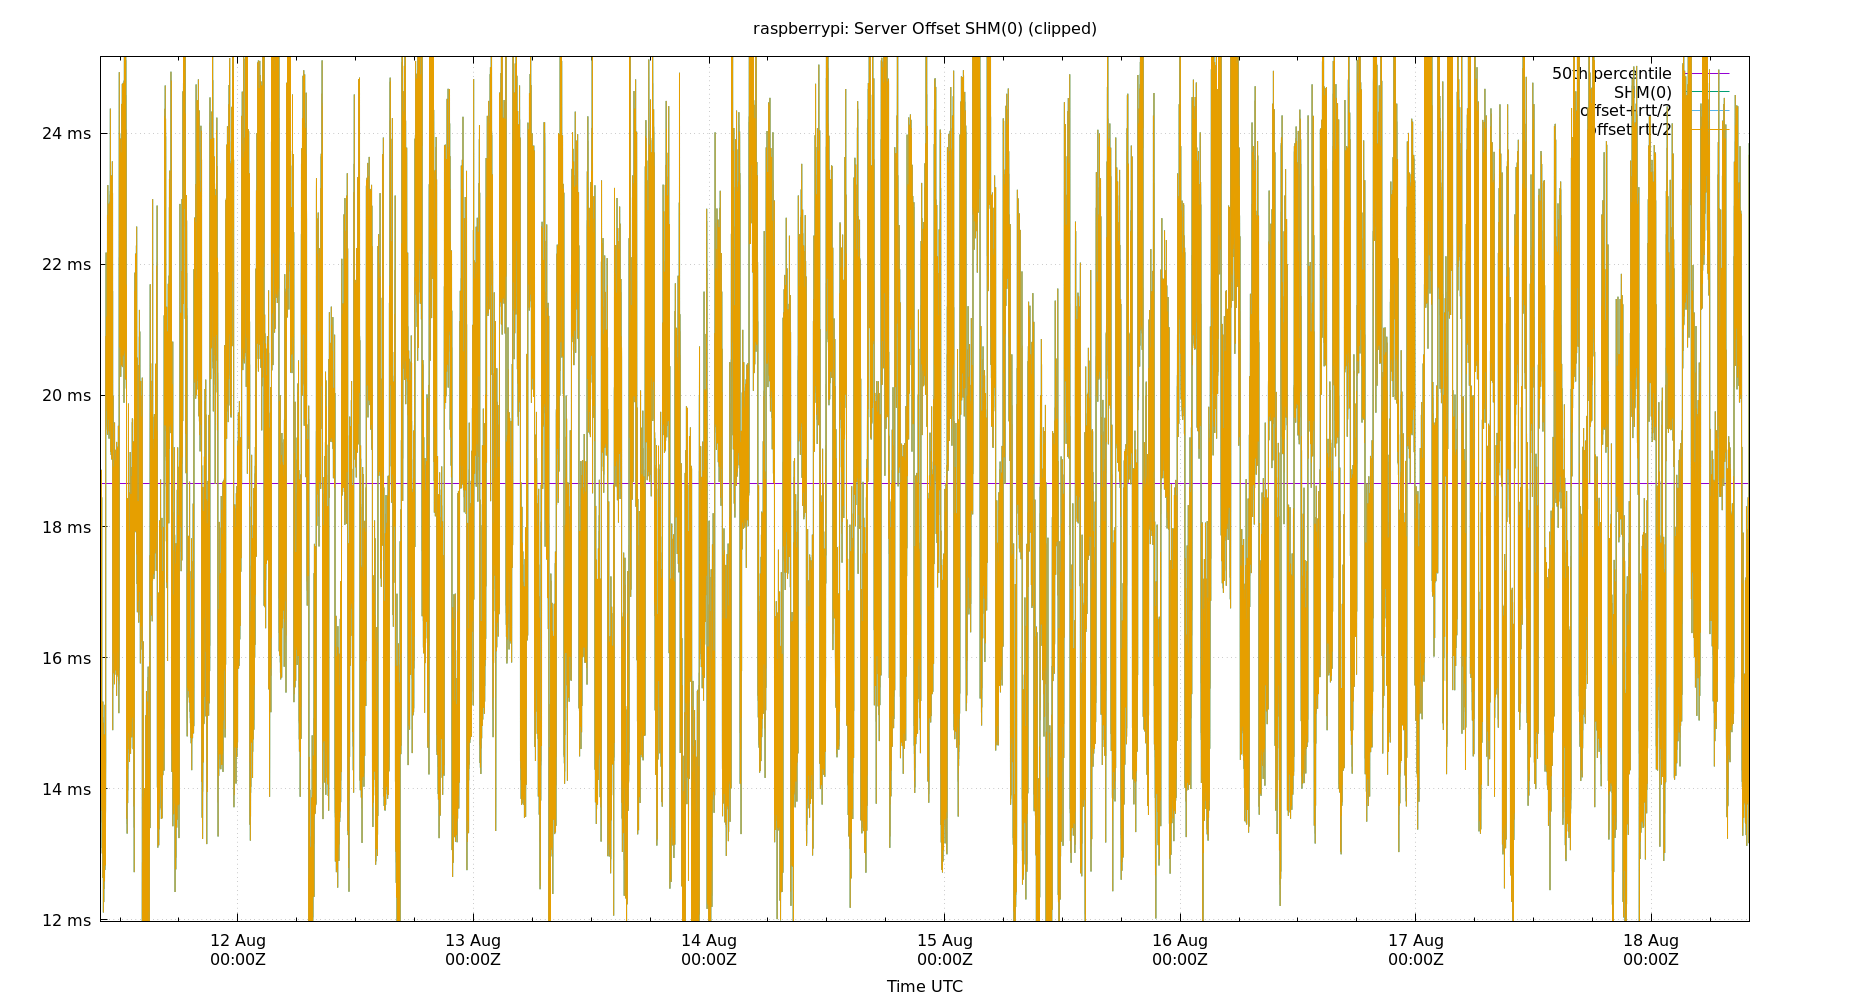 raspberrypi: Server Offset SHM(0) (clipped)
50th percentile
SHM(0)
offset+rtt/2
offset-rtt/2
24 ms
22 ms
20 ms
18 ms
16 ms
14 ms
12 ms
12 Aug 13 Aug 14 Aug 15 Aug 16 Aug 17 Aug 18 Aug
00:00Z 00:00Z 00:00Z 00:00Z 00:00Z 00:00Z 00:00Z
Time UTC